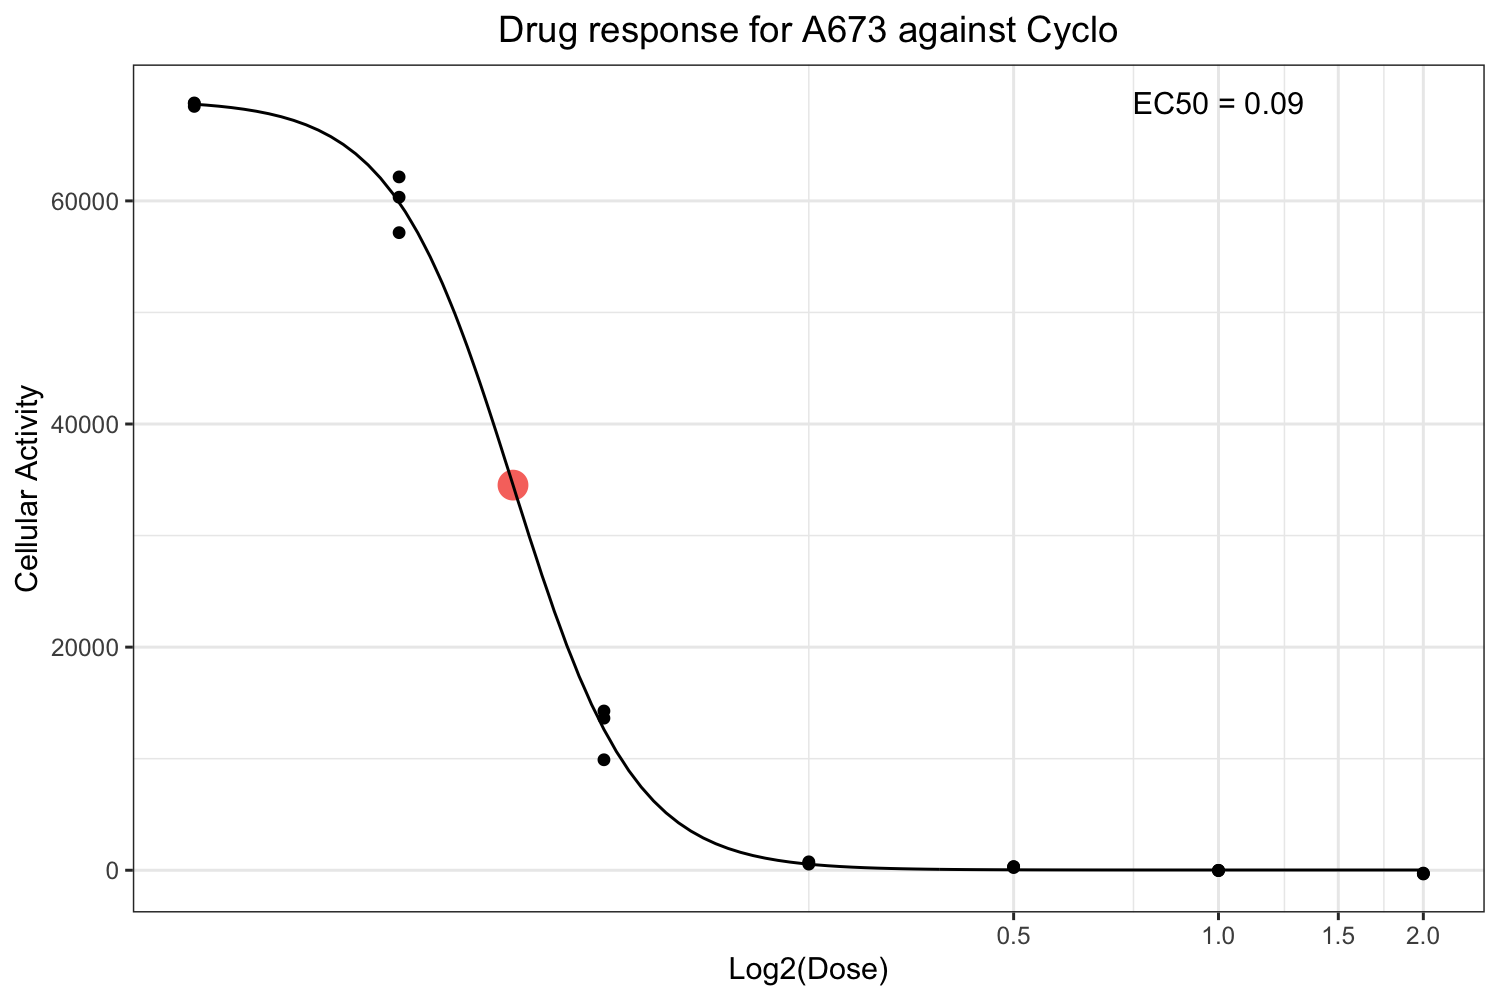 Drug response for A673 against Cyclo
EC50 = 0.09
60000
40000
20000
0
Cellular Activity
0.5 1.0 1.5 2.0
Log2(Dose)